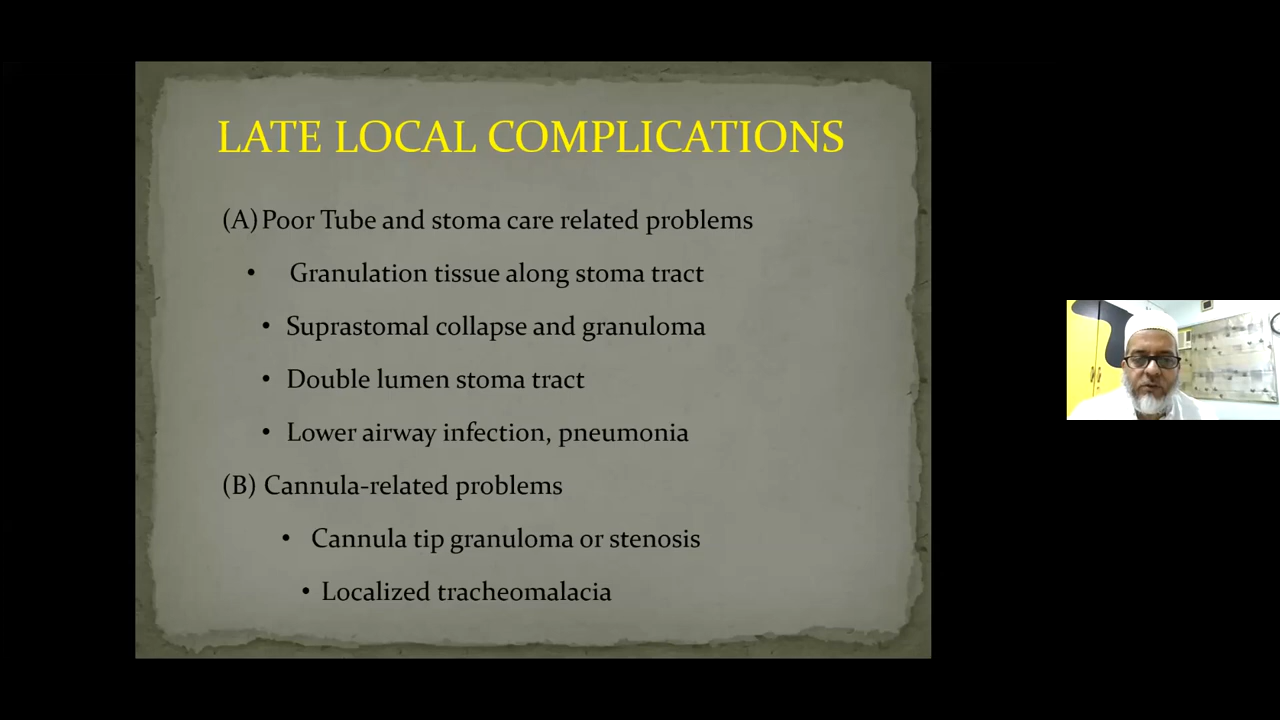 LATE LOCAL COMPLICATIONS
(A) Poor Tube and stoma care related problems
• Granulation tissue along stoma tract
• Suprastomal collapse and granuloma
• Double lumen stoma tract
• Lower airway infection, pneumonia
(B) Cannula-related problems
• Cannula tip granuloma or stenosis
• Localized tracheomalacia